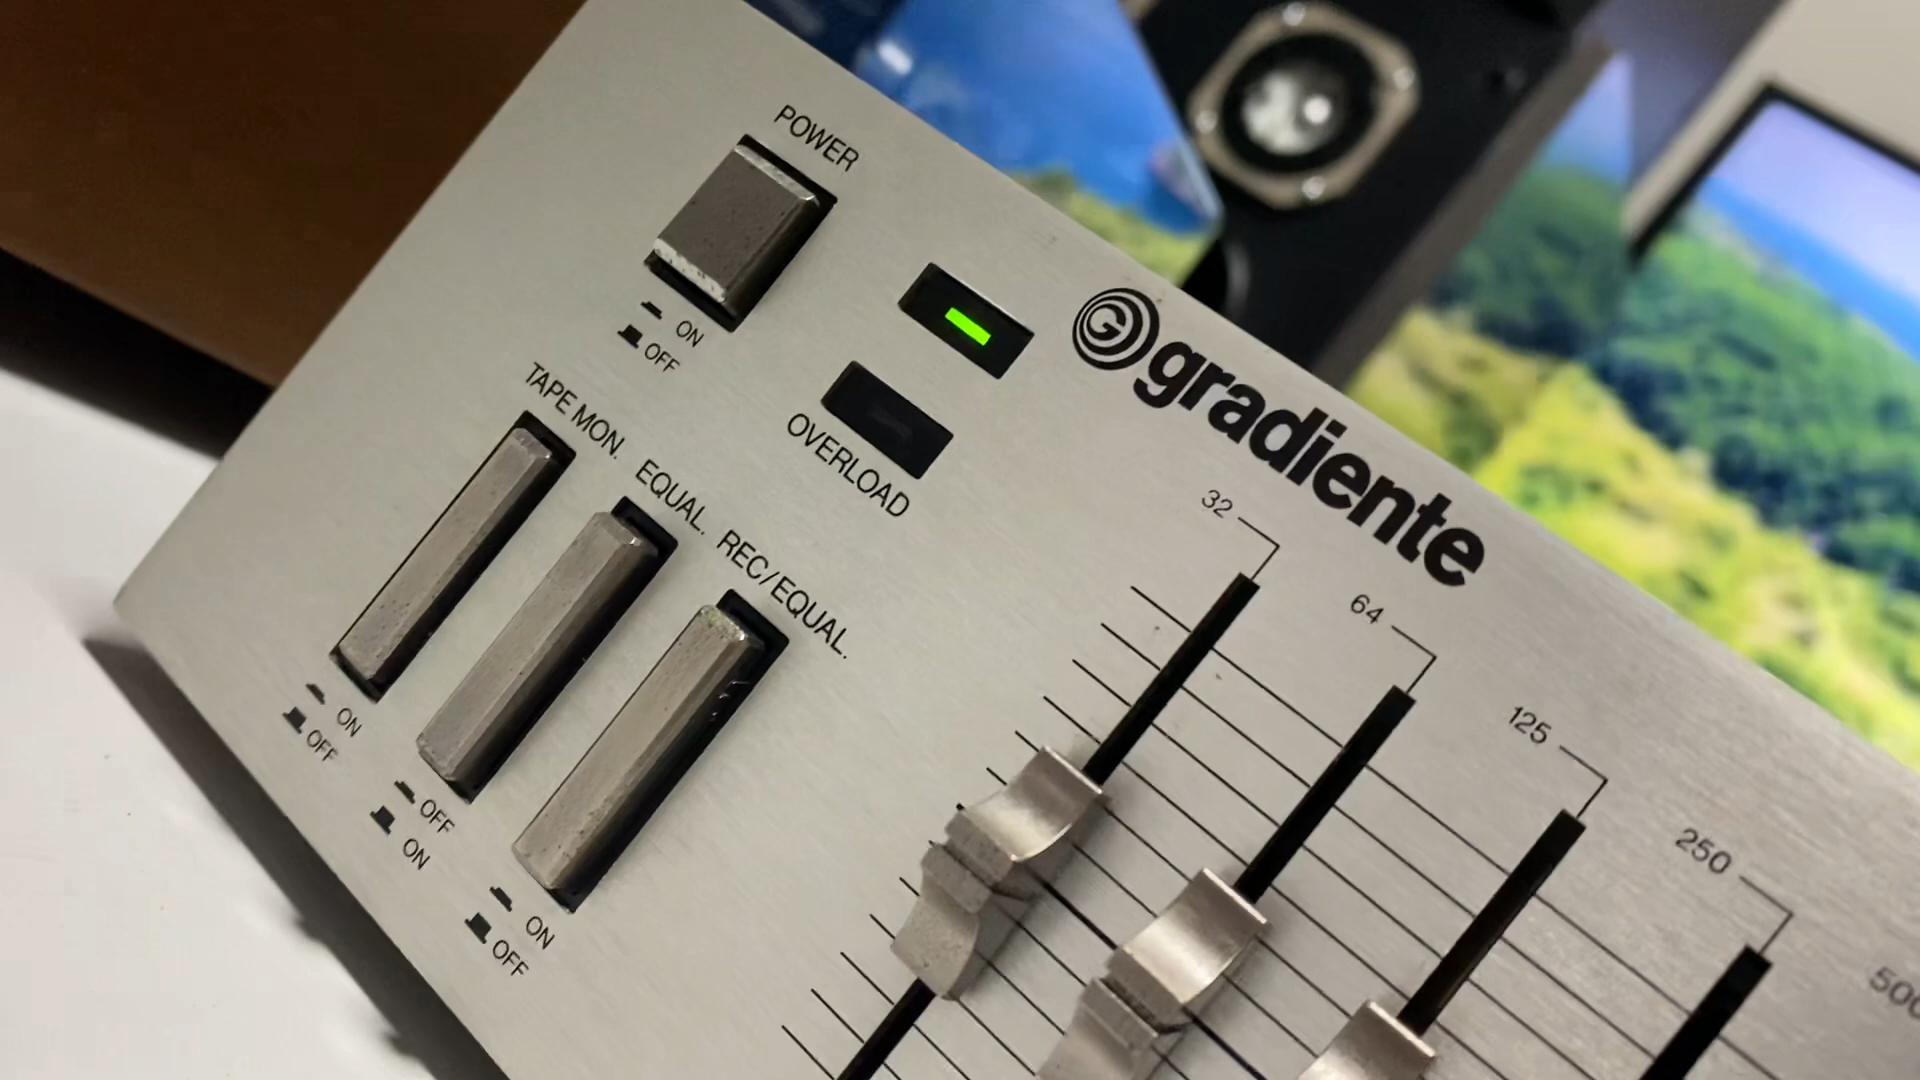 POWER
ON
OFF
G gradiente
OVERLOAD
TAPE MON. EQUAL. REC/EQUAL.
ON
OFF
OFF
ON
ON
OFF
32
64
125
250
500